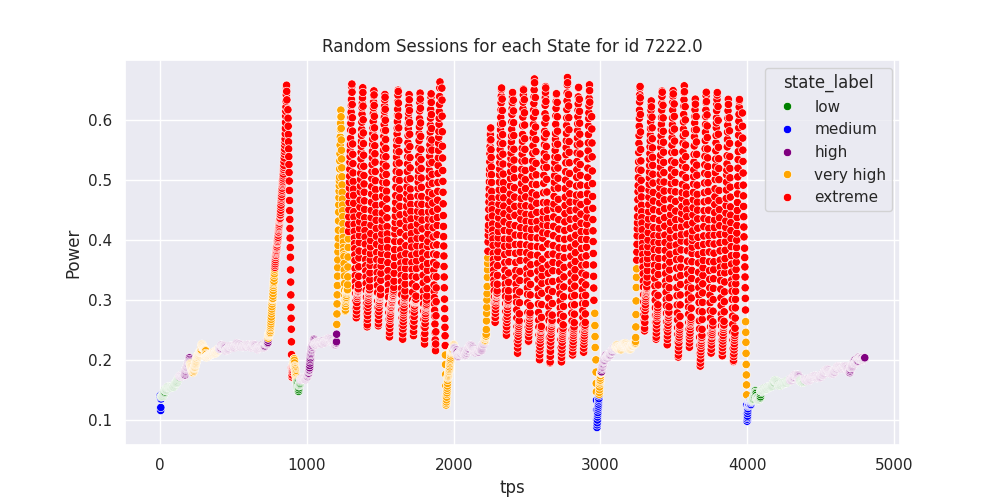 Random Sessions for each State for id 7222.0
Power
0.6
0.5
0.4
0.3
0.2
0.1
0
1000
2000
3000
4000
5000
tps
state_label
low
medium
high
very high
extreme